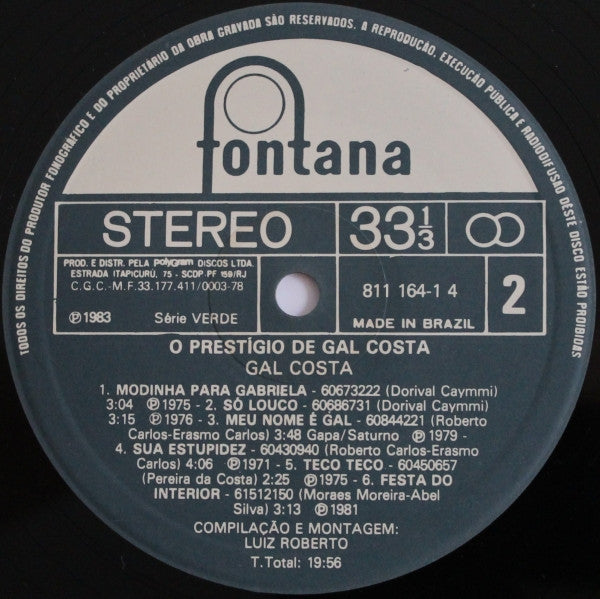 TODOS OS DIREITOS DO PRODUTOR FONOGRÁFICO E DO PROPRIETÁRIO DA OBRA GRAVADA SÃO RESERVADOS. A REPRODUÇÃO, EXECUÇÃO PÚBLICA E RADIODIFUSÃO DESTE DISCO ESTÃO PROIBIDAS
fontana
STEREO 33 1/3
PROD. E DISTR. PELA polygram DISCOS LTDA.
ESTRADA ITAPICURÚ, 75 - SCDP PF 159/RJ
C.G.C.-M.F. 33.177.411/0003-78
℗1983 Série VERDE
811 164-1 4
2
MADE IN BRAZIL
O PRESTÍGIO DE GAL COSTA
GAL COSTA
1. MODINHA PARA GABRIELA - 60673222 (Dorival Caymmi)
3:04 ℗1975 - 2. SÓ LOUCO - 60686731 (Dorival Caymmi)
3:15 ℗1976 - 3. MEU NOME É GAL - 60844221 (Roberto
Carlos-Erasmo Carlos) 3:48 Gapa/Saturno ℗1979 -
4. SUA ESTUPIDEZ - 60430940 (Roberto Carlos-Erasmo
Carlos) 4:06 ℗1971 - 5. TECO TECO - 60450657
(Pereira da Costa) 2:25 ℗1975 - 6. FESTA DO
INTERIOR - 61512150 (Moraes Moreira-Abel
Silva) 3:13 ℗1981
COMPILAÇÃO E MONTAGEM:
LUIZ ROBERTO
T.Total: 19:56